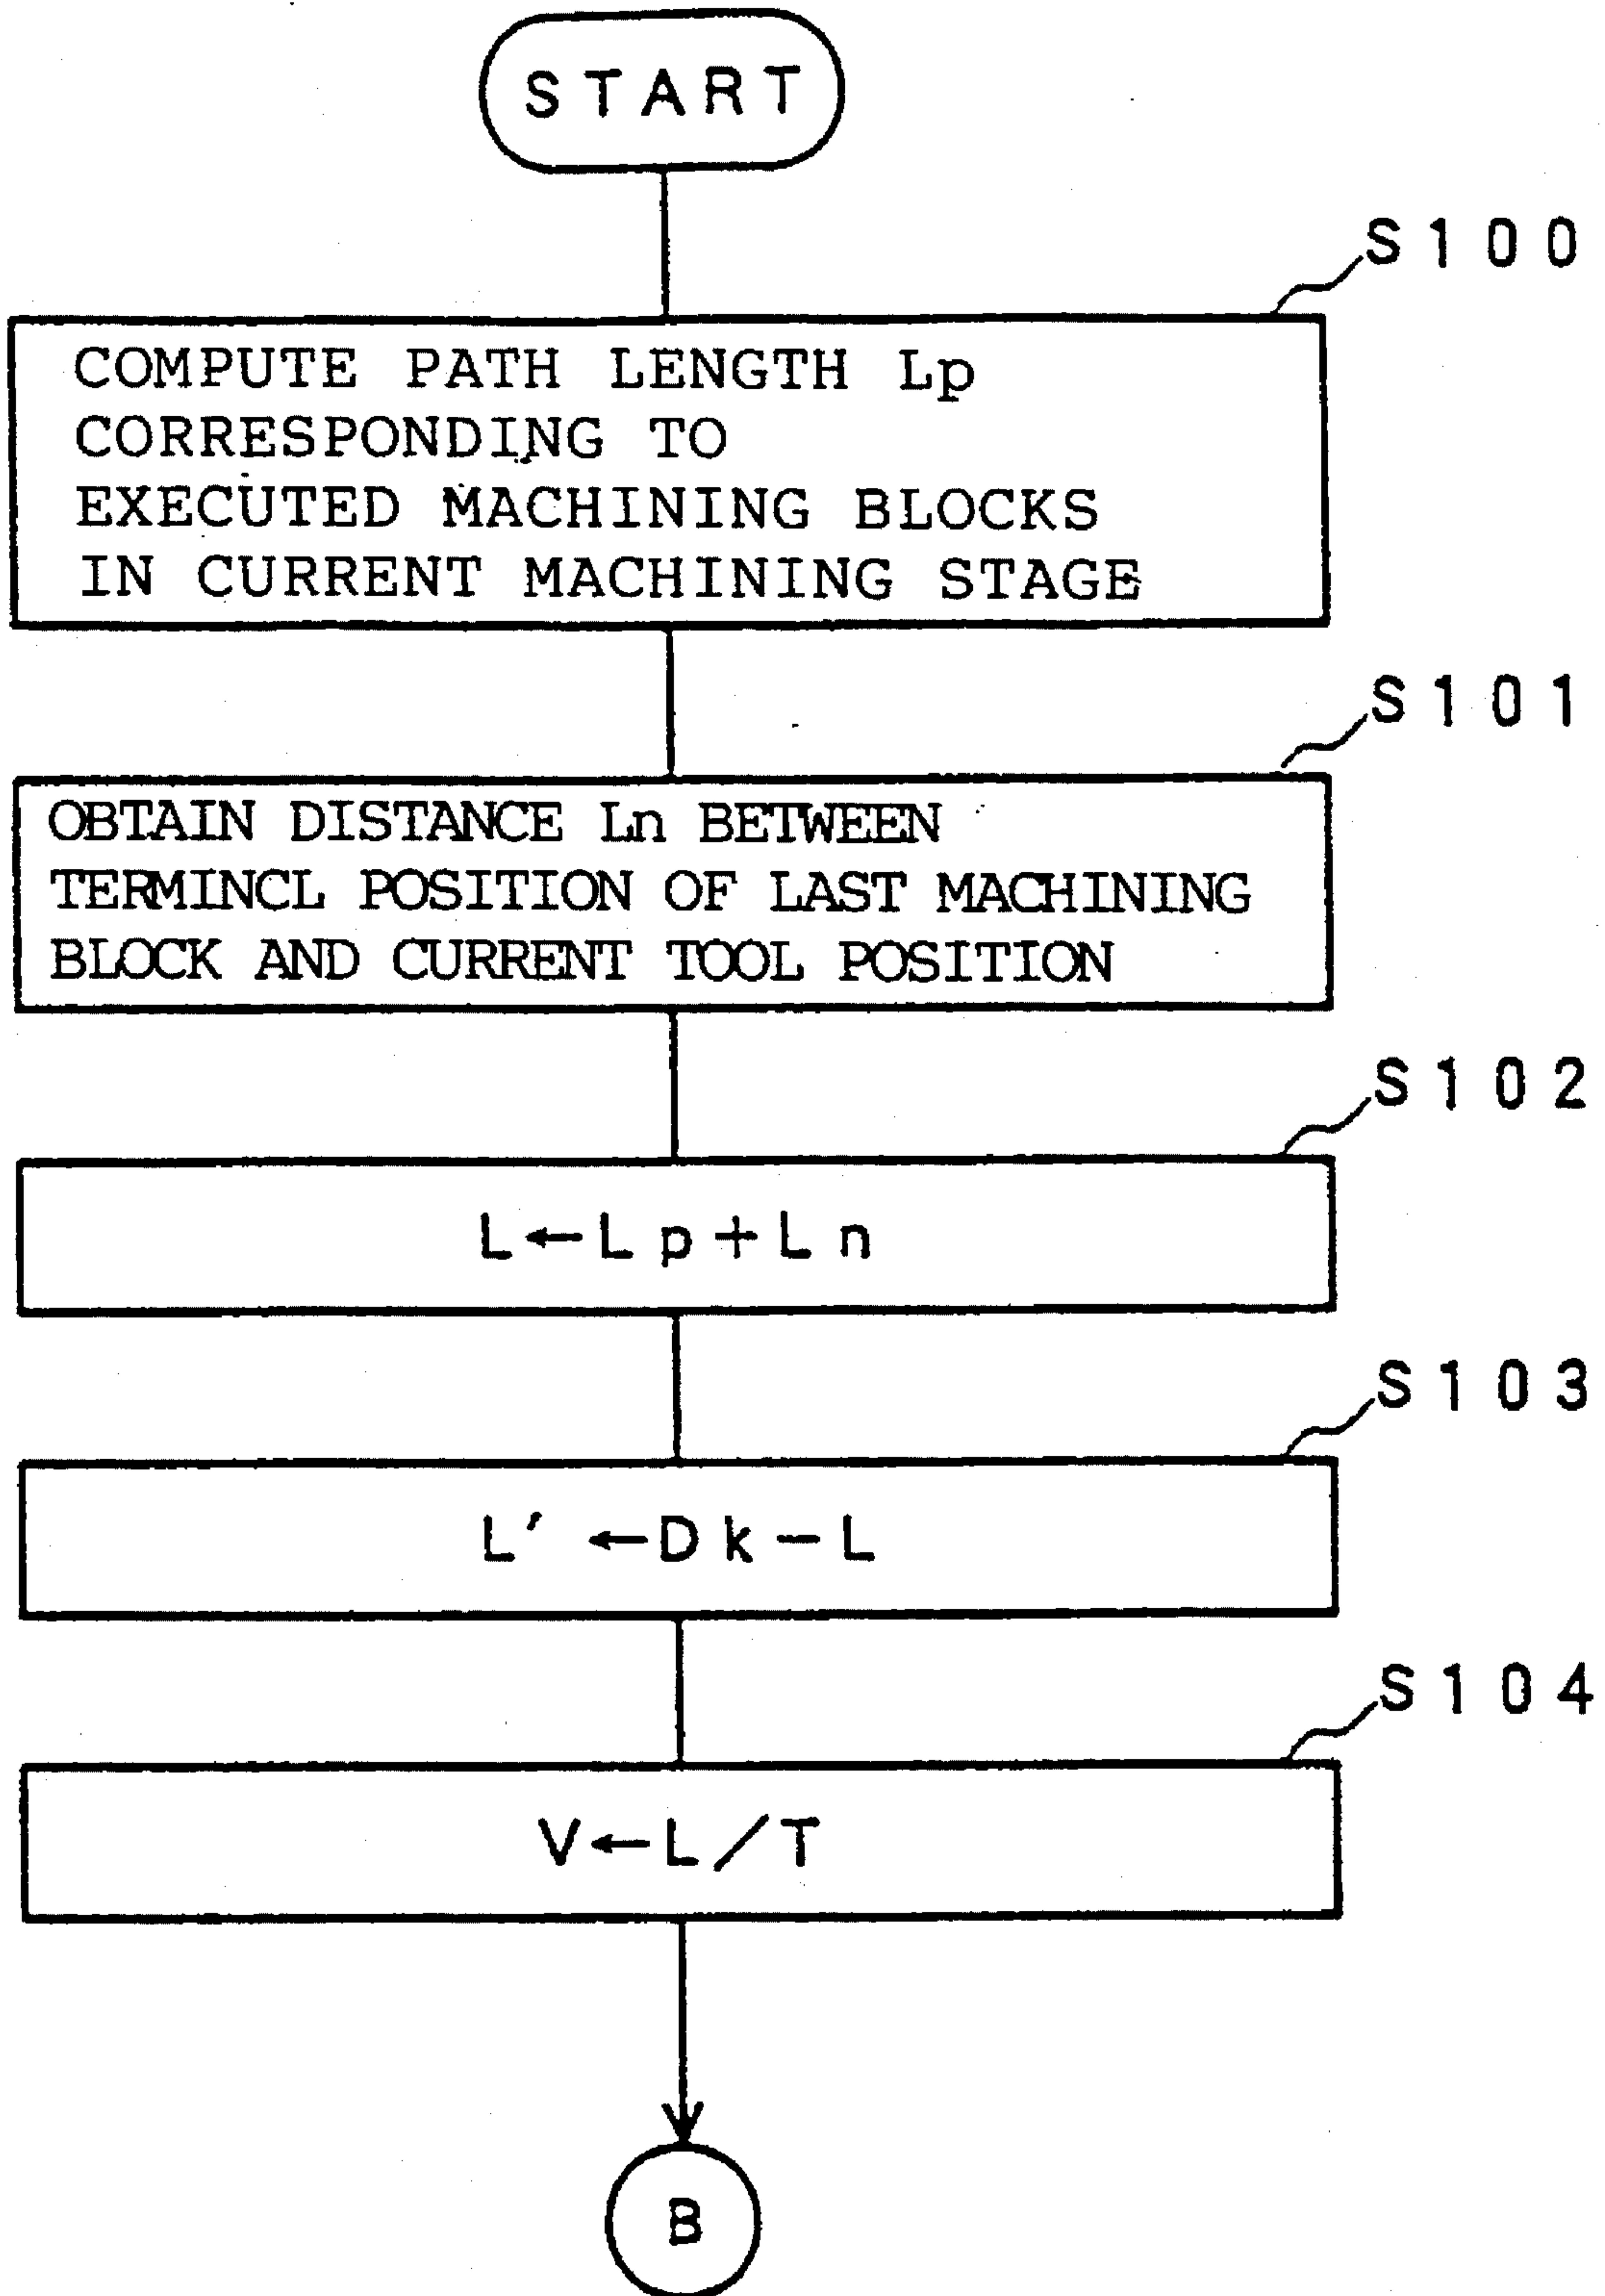 START
S100
COMPUTE PATH LENGTH Lp
CORRESPONDING TO
EXECUTED MACHINING BLOCKS
IN CURRENT MACHINING STAGE
S101
OBTAIN DISTANCE Ln BETWEEN
TERMINCL POSITION OF LAST MACHINING
BLOCK AND CURRENT TOOL POSITION
S102
L←Lp+Ln
S103
L' ←Dk−L
S104
V←L/T
B